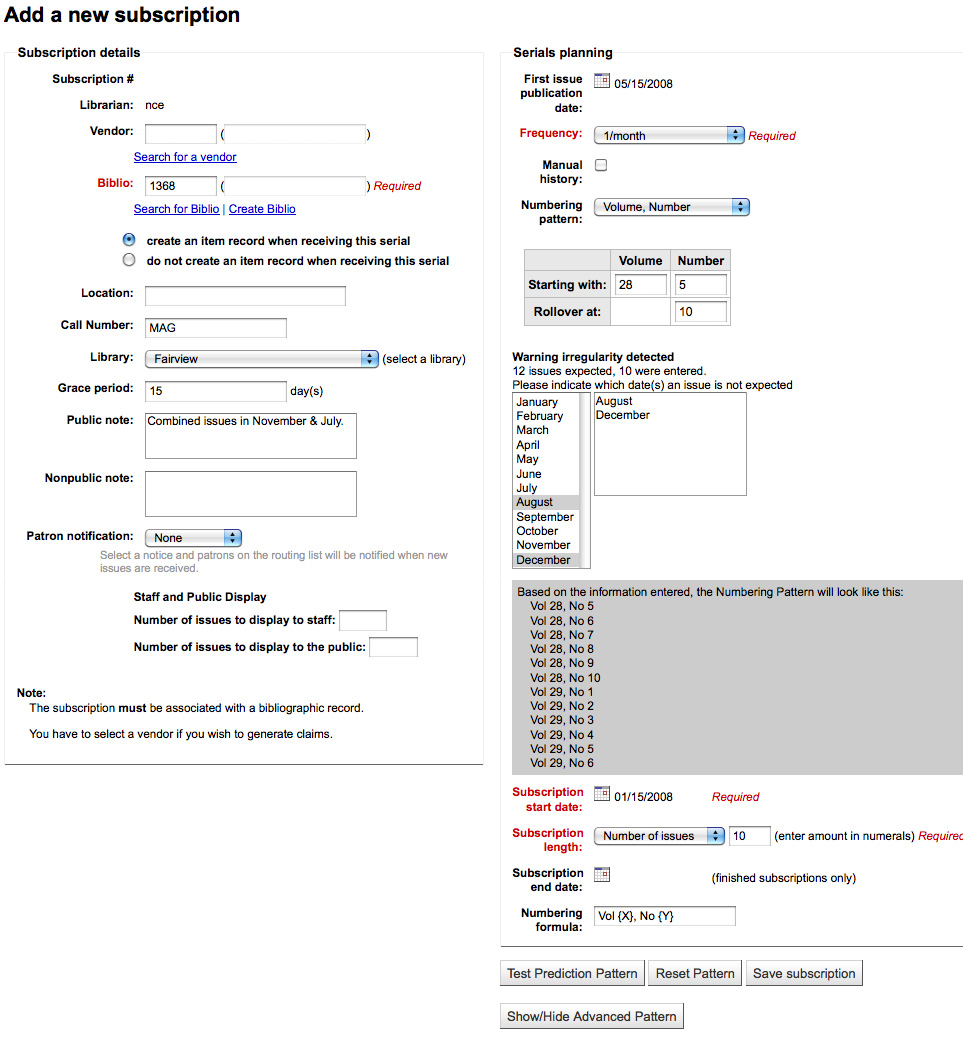 Add a new subscription
Subscription details
Subscription #
Librarian: nce
Vendor: ( )
Search for a vendor
Biblio: 1368 ( ) Required
Search for Biblio | Create Biblio
create an item record when receiving this serial
do not create an item record when receiving this serial
Location:
Call Number: MAG
Library: Fairview (select a library)
Grace period: 15 day(s)
Public note: Combined issues in November & July.
Nonpublic note:
Patron notification: None
Select a notice and patrons on the routing list will be notified when new
issues are received.
Staff and Public Display
Number of issues to display to staff:
Number of issues to display to the public:
Note:
The subscription must be associated with a bibliographic record.
You have to select a vendor if you wish to generate claims.
Serials planning
First issue
publication
date: 05/15/2008
Frequency: 1/month Required
Manual
history:
Numbering
pattern: Volume, Number
Volume Number
Starting with: 28 5
Rollover at: 10
Warning irregularity detected
12 issues expected, 10 were entered.
Please indicate which date(s) an issue is not expected
January
February
March
April
May
June
July
August
September
October
November
December
August
December
Based on the information entered, the Numbering Pattern will look like this:
Vol 28, No 5
Vol 28, No 6
Vol 28, No 7
Vol 28, No 8
Vol 28, No 9
Vol 28, No 10
Vol 29, No 1
Vol 29, No 2
Vol 29, No 3
Vol 29, No 4
Vol 29, No 5
Vol 29, No 6
Subscription
start date: 01/15/2008 Required
Subscription
length: Number of issues 10 (enter amount in numerals) Required
Subscription
end date: (finished subscriptions only)
Numbering
formula: Vol {X}, No {Y}
Test Prediction Pattern Reset Pattern Save subscription
Show/Hide Advanced Pattern